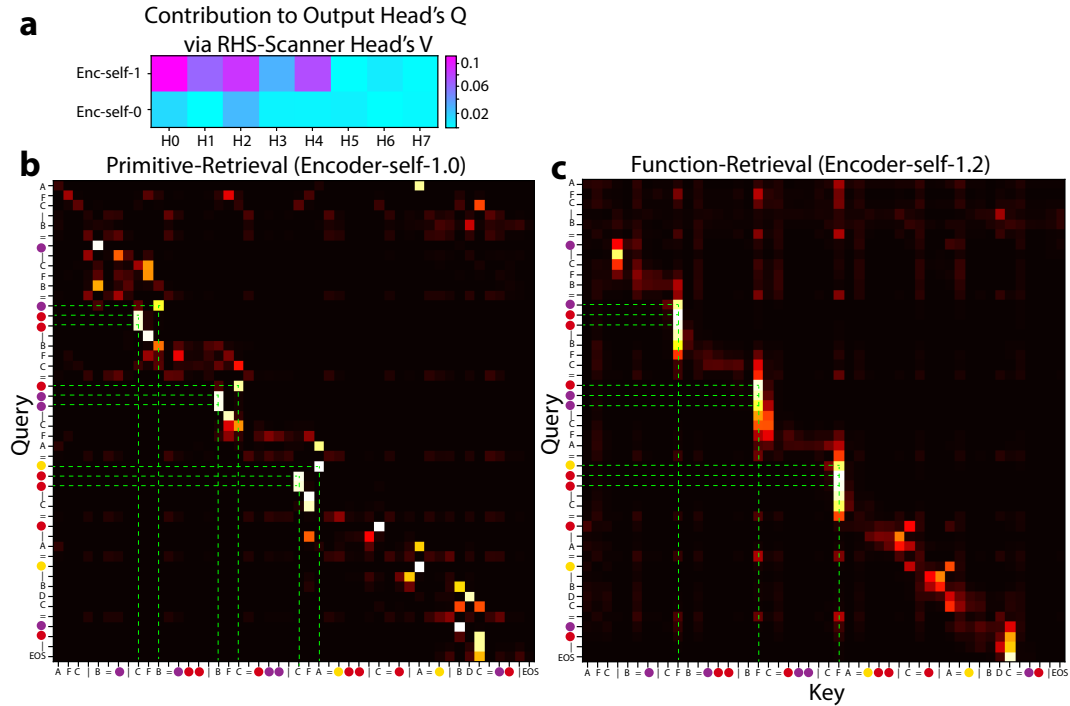 a
Contribution to Output Head's Q
via RHS-Scanner Head's V
Enc-self-1
Enc-self-0
0.1
0.06
0.02
H0 H1 H2 H3 H4 H5 H6 H7
b
Primitive-Retrieval (Encoder-self-1.0)
Query
A
F
C
|
B
=
|
C
F
B
=
|
B
F
C
=
|
C
F
A
=
|
C
=
|
A
=
|
B
D
C
=
|
EOS
A F C | B = | C F B = | B F C = | C F A = | C = | A = | B D C = | EOS
c
Function-Retrieval (Encoder-self-1.2)
Query
A
F
C
|
B
=
|
C
F
B
=
|
B
F
C
=
|
C
F
A
=
|
C
=
|
A
=
|
B
D
C
=
|
EOS
A F C | B = | C F B = | B F C = | C F A = | C = | A = | B D C = | EOS
Key